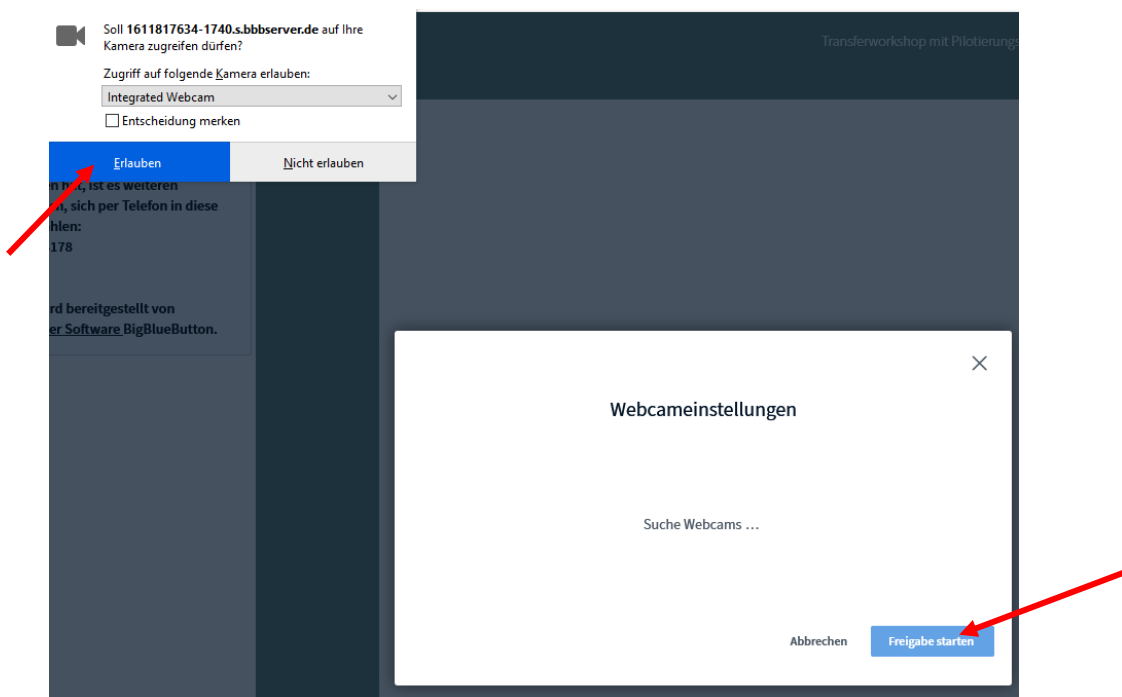 Soll 1611817634-1740.s.bbbserver.de auf Ihre
Kamera zugreifen dürfen?
Zugriff auf folgende Kamera erlauben:
Integrated Webcam
Entscheidung merken
Erlauben
Nicht erlauben
Transferworkshop mit Pilotierungs
ist es weiteren
sich per Telefon in diese
hlen:
178
rd bereitgestellt von
er Software BigBlueButton.
Webcameinstellungen
Suche Webcams …
Abbrechen
Freigabe starten